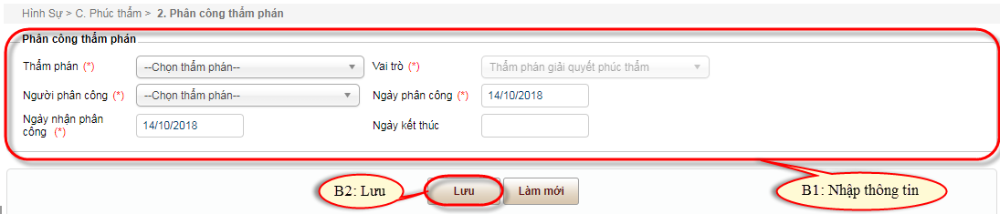 Hình Sự > C. Phúc thẩm > 2. Phân công thẩm phán
Phân công thẩm phán
Thẩm phán (*) --Chọn thẩm phán-- Vai trò (*) Thẩm phán giải quyết phúc thẩm
Người phân công (*) --Chọn thẩm phán-- Ngày phân công (*) 14/10/2018
Ngày nhận phân
công (*) 14/10/2018 Ngày kết thúc
B2: Lưu Lưu Làm mới B1: Nhập thông tin